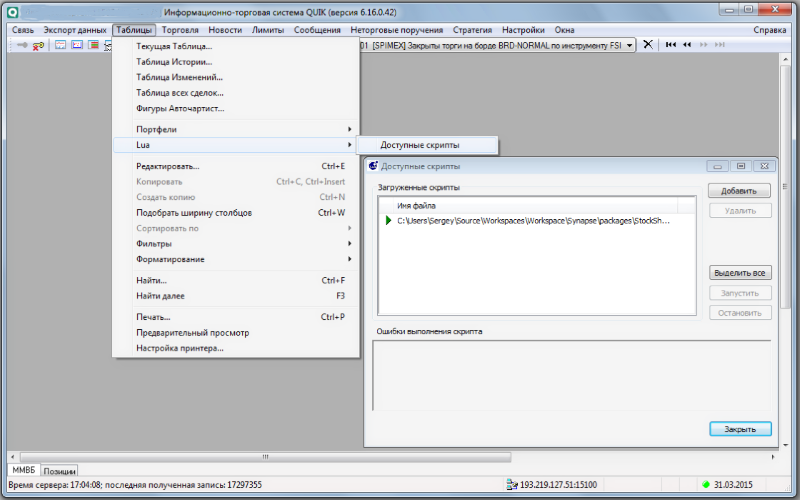 Информационно-торговая система QUIK (версия 6.16.0.42)
Связь Экспорт данных Таблицы Торговля Новости Лимиты Сообщения Неторговые поручения Стратегия Настройки Окна Справка
01 [SPIMEX] Закрыты торги на борде BRD-NORMAL по инструменту FSI
Текущая Таблица...
Таблица Истории...
Таблица Изменений...
Таблица всех сделок...
Фигуры Авточартист...
Портфели
Lua
Доступные скрипты
Редактировать... Ctrl+E
Копировать Ctrl+C, Ctrl+Insert
Создать копию Ctrl+N
Подобрать ширину столбцов Ctrl+W
Сортировать по
Фильтры
Форматирование
Найти... Ctrl+F
Найти далее F3
Печать... Ctrl+P
Предварительный просмотр
Настройка принтера...
Доступные скрипты
Загруженные скрипты
Имя файла
C:\Users\Sergey\Source\Workspaces\Workspace\Synapse\packages\StockSh...
Добавить
Удалить
Выделить все
Запустить
Остановить
Ошибки выполнения скрипта
Закрыть
ММВБ Позиции
Время сервера: 17:04:08; последняя полученная запись: 17297355 193.219.127.51:15100 31.03.2015